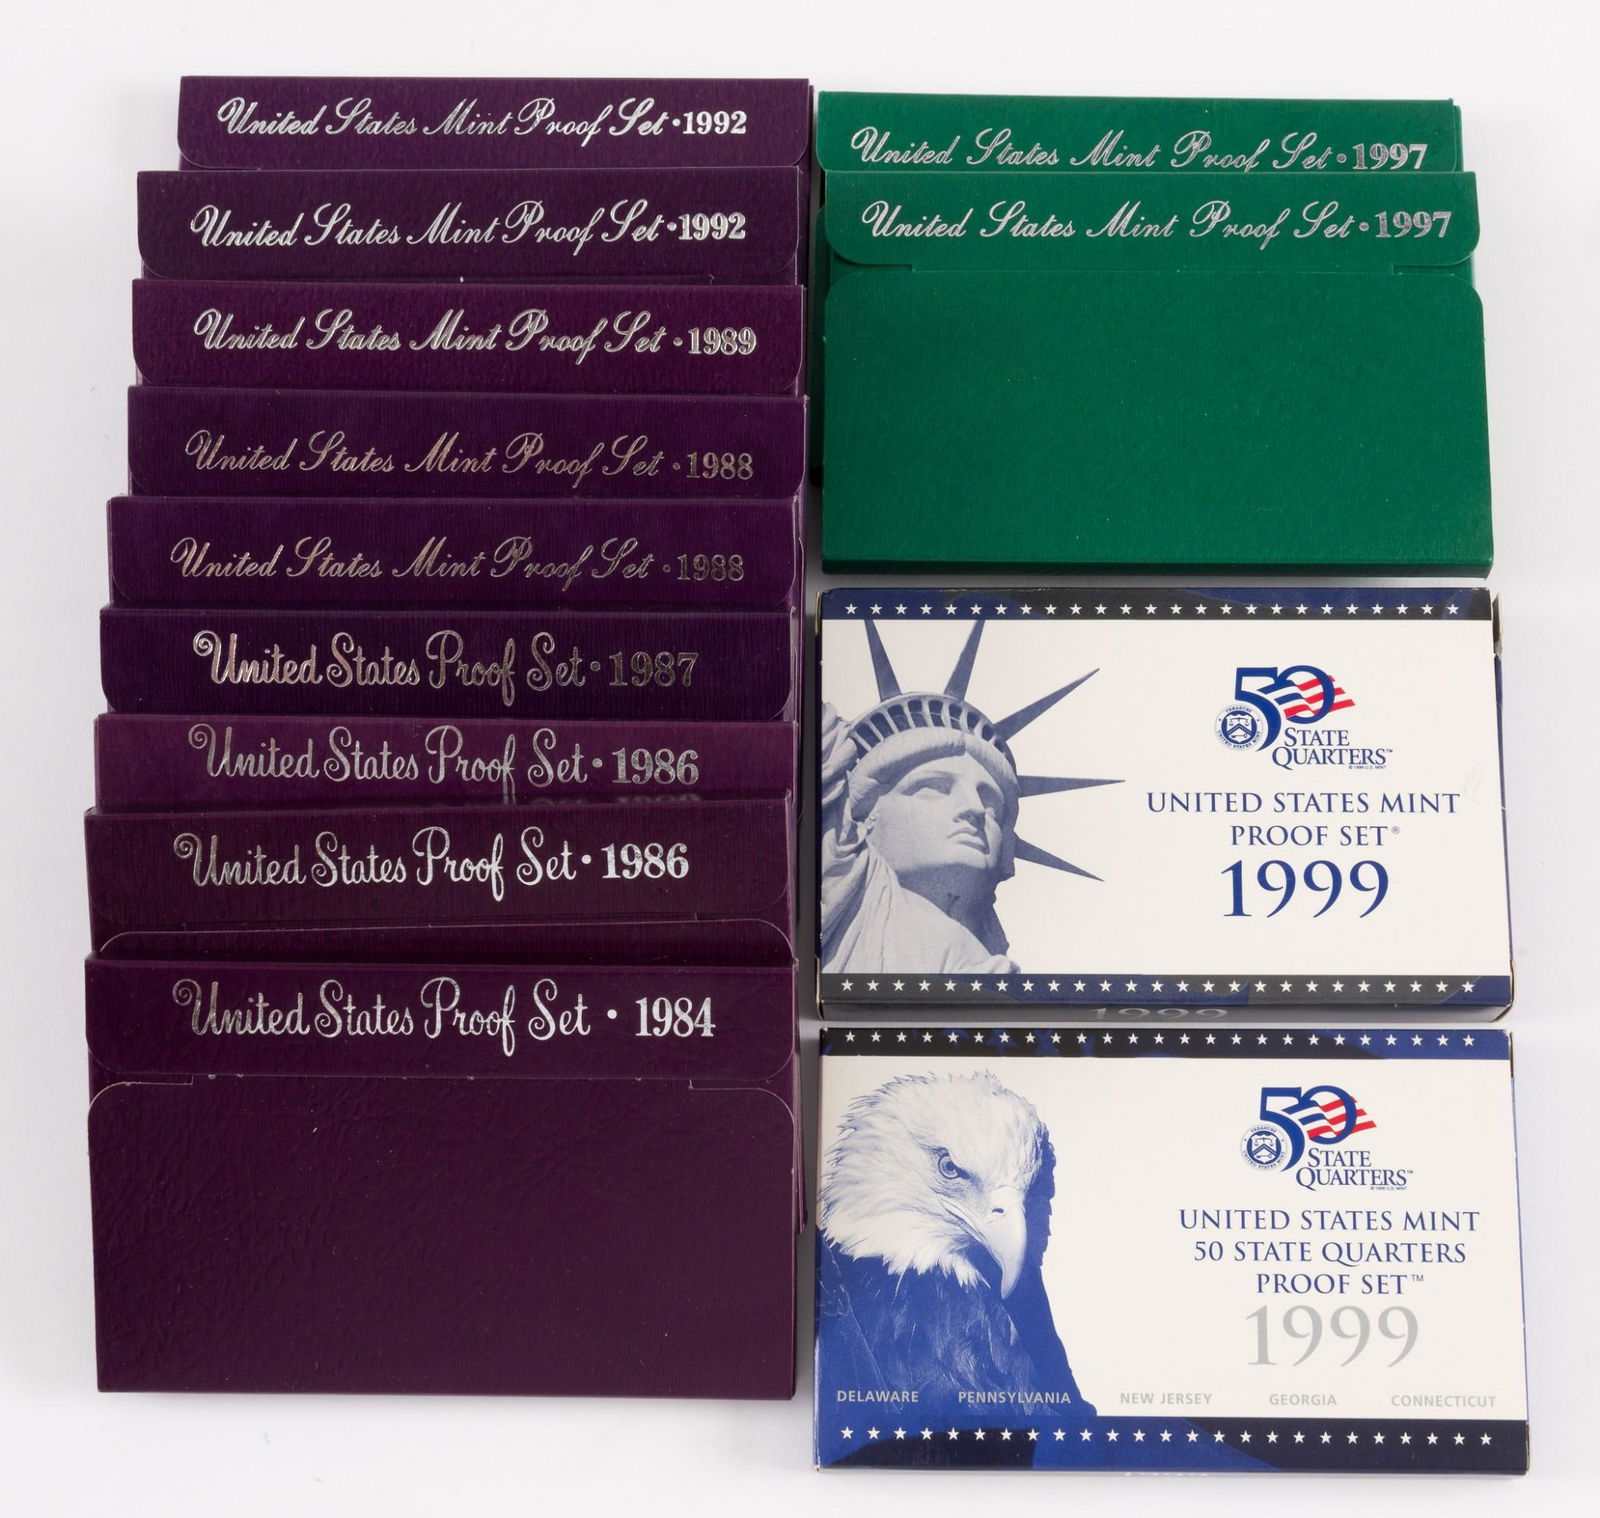 United States Mint Proof Set · 1992
United States Mint Proof Set · 1992
United States Mint Proof Set · 1989
United States Mint Proof Set · 1988
United States Mint Proof Set · 1988
United States Proof Set · 1987
United States Proof Set · 1986
United States Proof Set · 1986
United States Proof Set · 1984
United States Mint Proof Set · 1997
United States Mint Proof Set · 1997
50
STATE
QUARTERS™
UNITED STATES MINT
PROOF SET®
1999
1999
50
STATE
QUARTERS™
UNITED STATES MINT
50 STATE QUARTERS
PROOF SET™
1999
DELAWARE PENNSYLVANIA NEW JERSEY GEORGIA CONNECTICUT